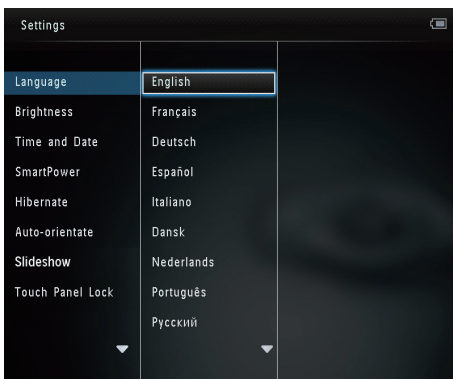 Settings
Language
Brightness
Time and Date
SmartPower
Hibernate
Auto-orientate
Slideshow
Touch Panel Lock
English
Français
Deutsch
Español
Italiano
Dansk
Nederlands
Português
Русский